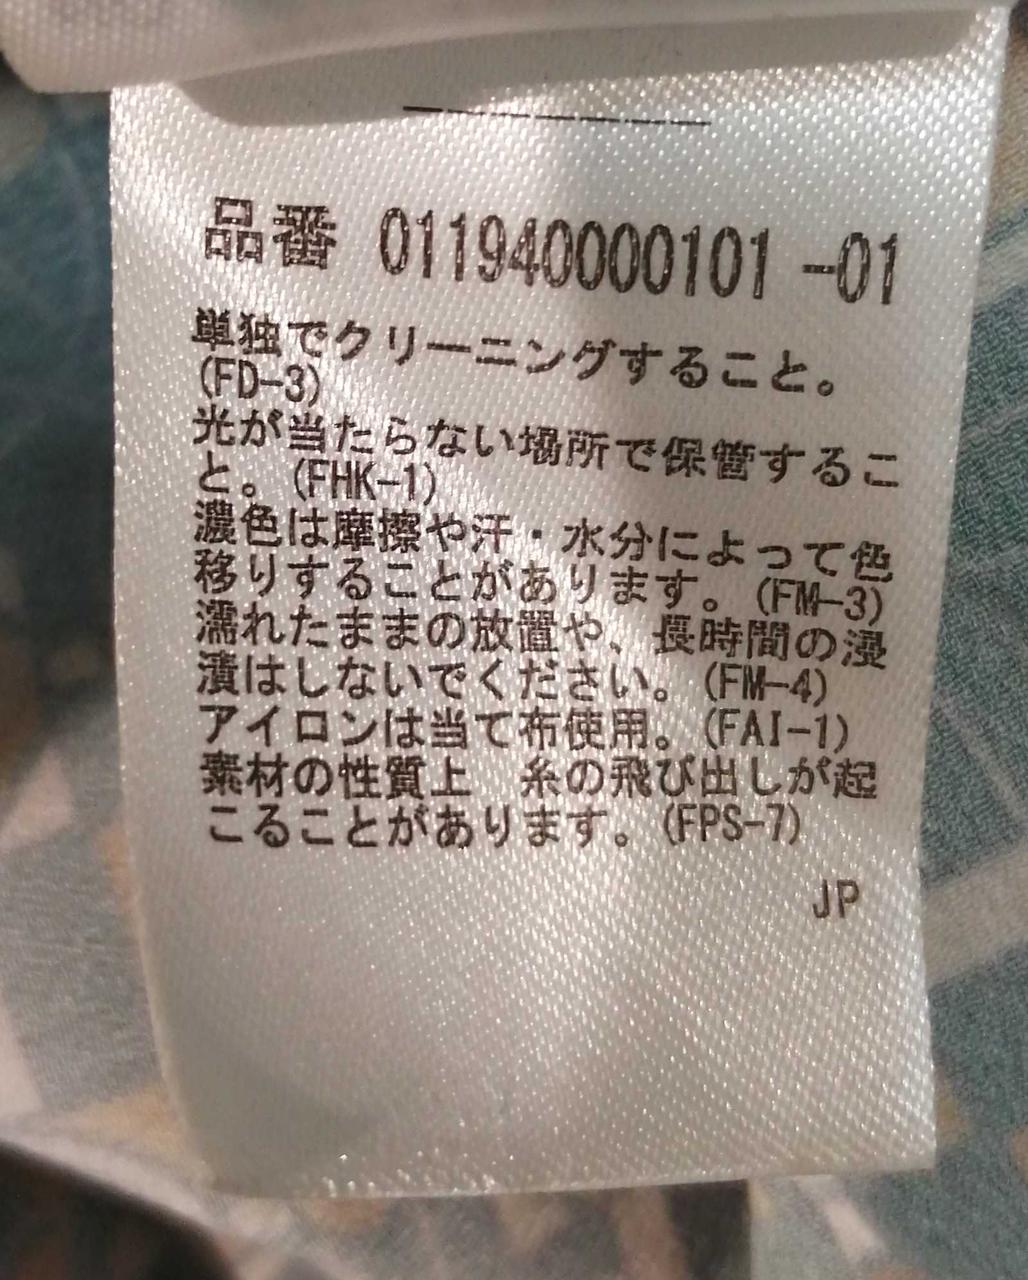 品番 011940000101 -01
単独でクリーニングすること。
(FD-3)
光が当たらない場所で保管するこ
と。(FHK-1)
濃色は摩擦や汗・水分によって色
移りすることがあります。(FM-3)
濡れたままの放置や、長時間の浸
漬はしないでください。(FM-4)
アイロンは当て布使用。(FAI-1)
素材の性質上　糸の飛び出しが起
こることがあります。(FPS-7)
JP